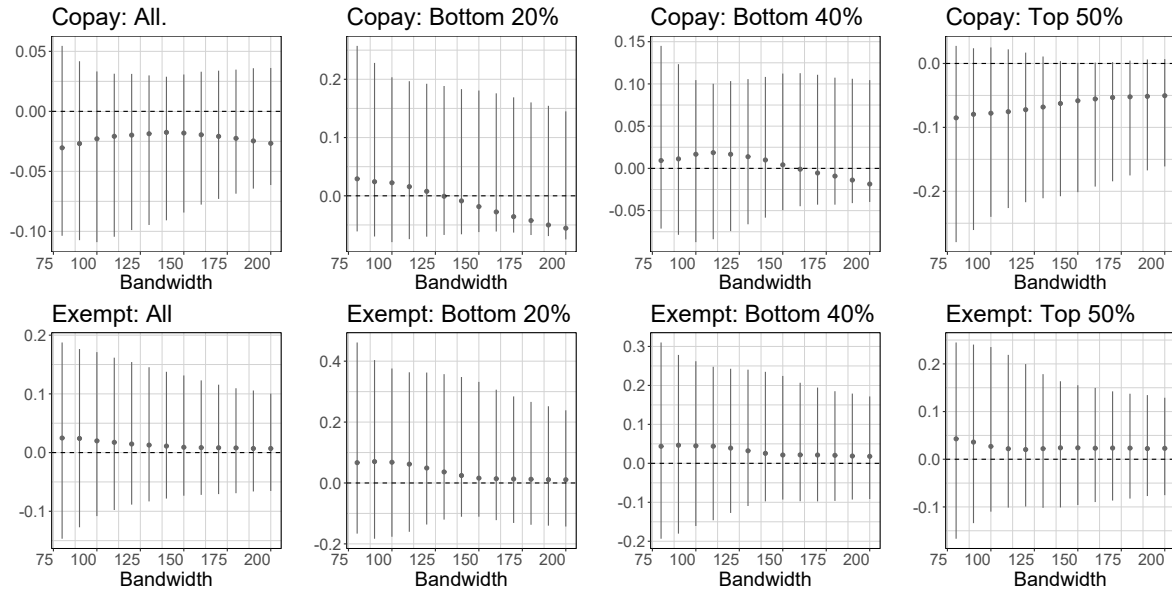 Copay: All.
Copay: Bottom 20%
Copay: Bottom 40%
Copay: Top 50%
0.05
0.00
-0.05
-0.10
0.2
0.1
0.0
0.15
0.10
0.05
0.00
-0.05
0.0
-0.1
-0.2
75 100 125 150 175 200
75 100 125 150 175 200
75 100 125 150 175 200
75 100 125 150 175 200
Bandwidth
Bandwidth
Bandwidth
Bandwidth
Exempt: All
Exempt: Bottom 20%
Exempt: Bottom 40%
Exempt: Top 50%
0.2
0.1
0.0
-0.1
0.4
0.2
0.0
-0.2
0.3
0.2
0.1
0.0
-0.1
-0.2
0.2
0.1
0.0
-0.1
75 100 125 150 175 200
75 100 125 150 175 200
75 100 125 150 175 200
75 100 125 150 175 200
Bandwidth
Bandwidth
Bandwidth
Bandwidth